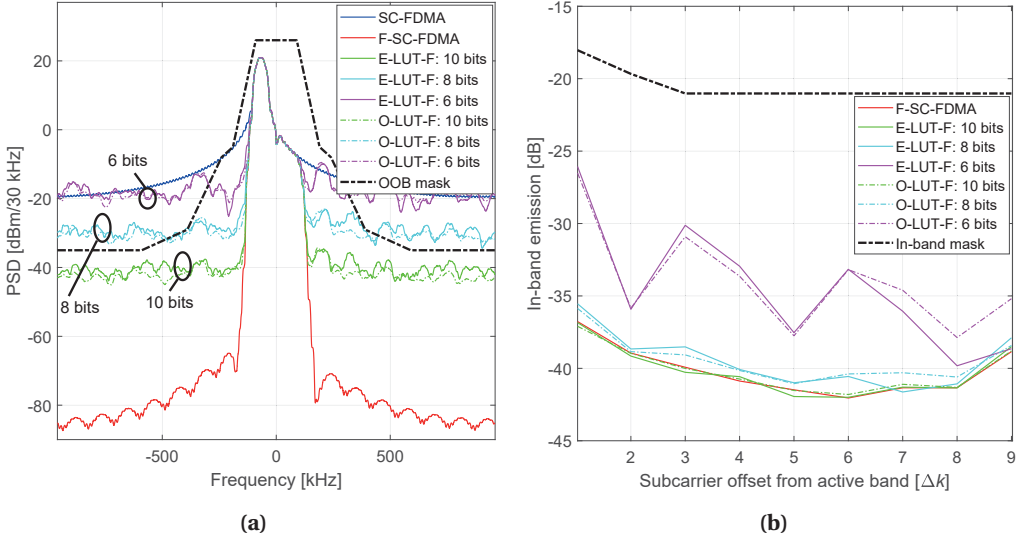 SC-FDMA
F-SC-FDMA
E-LUT-F: 10 bits
E-LUT-F: 8 bits
E-LUT-F: 6 bits
O-LUT-F: 10 bits
O-LUT-F: 8 bits
O-LUT-F: 6 bits
OOB mask
20
0
-20
-40
-60
-80
PSD [dBm/30 kHz]
6 bits
8 bits
10 bits
-500
0
500
Frequency [kHz]
(a)
-15
-20
-25
-30
-35
-40
-45
In-band emission [dB]
F-SC-FDMA
E-LUT-F: 10 bits
E-LUT-F: 8 bits
E-LUT-F: 6 bits
O-LUT-F: 10 bits
O-LUT-F: 8 bits
O-LUT-F: 6 bits
In-band mask
2
3
4
5
6
7
8
9
Subcarrier offset from active band [Δk]
(b)